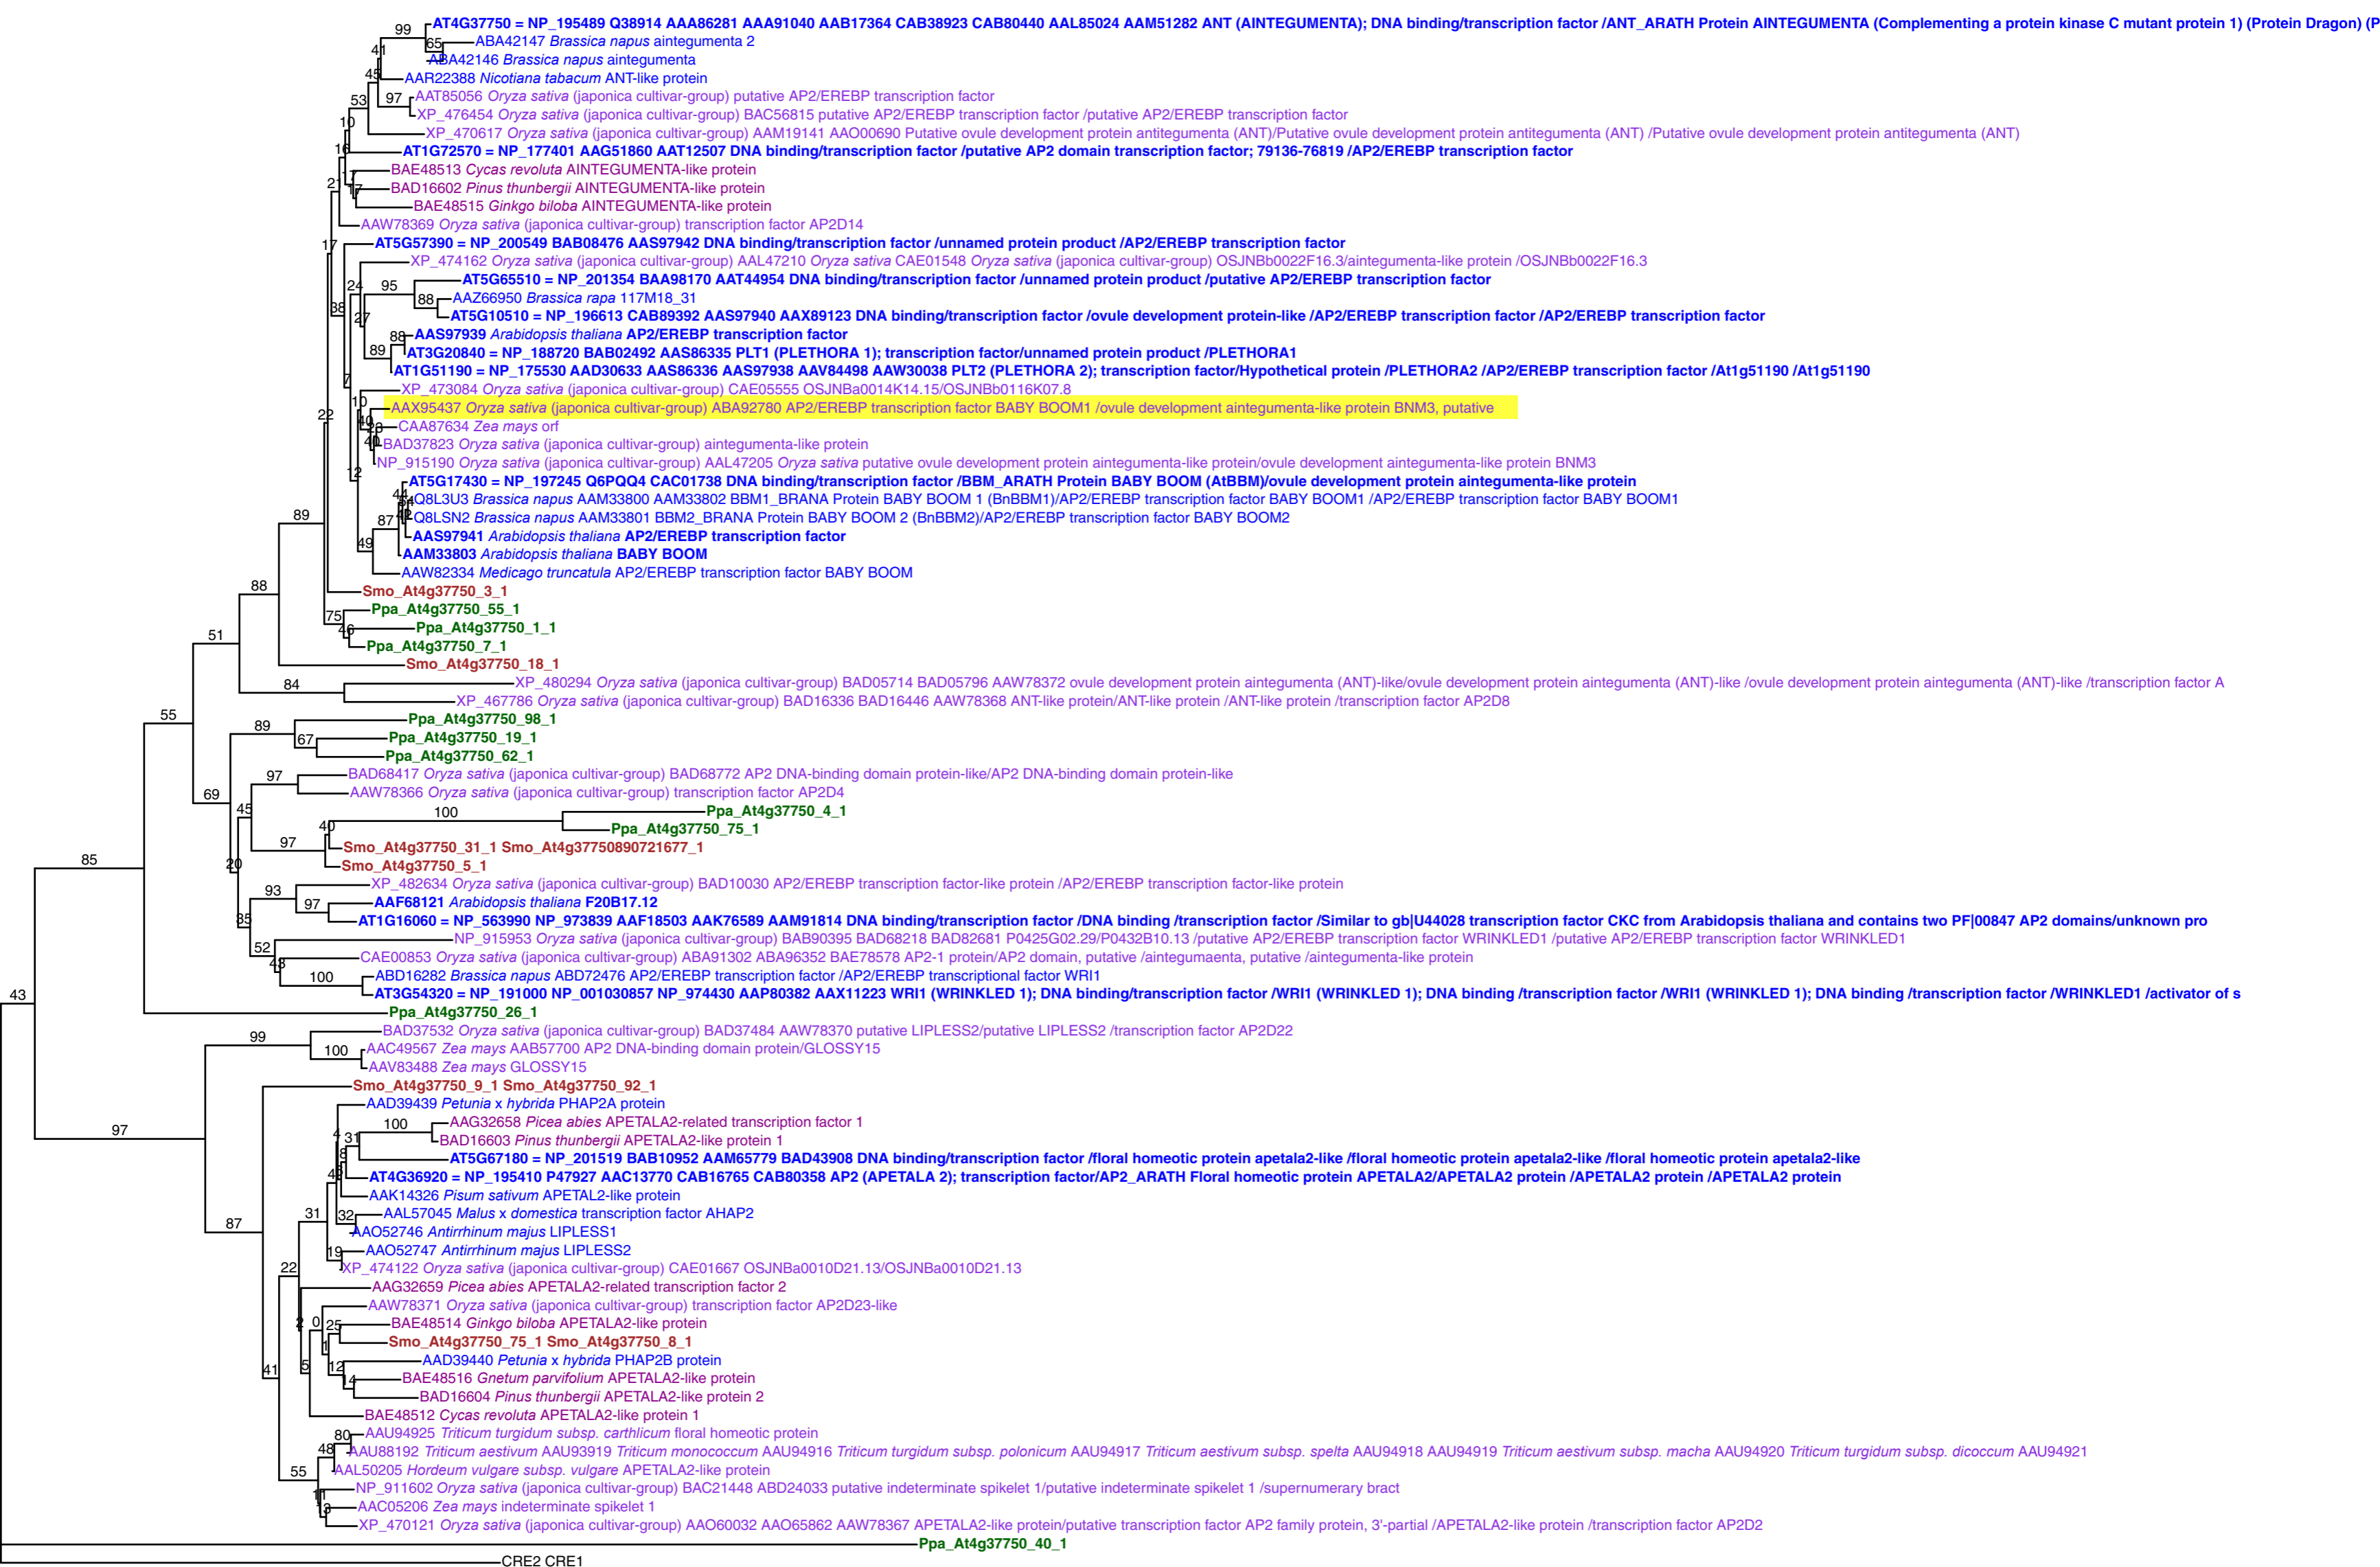 99 AT4G37750 = NP_195489 Q38914 AAA86281 AAA91040 AAB17364 CAB38923 CAB80440 AAL85024 AAM51282 ANT (AINTEGUMENTA); DNA binding/transcription factor /ANT_ARATH Protein AINTEGUMENTA (Complementing a protein kinase C mutant protein 1) (Protein Dragon) (P
41 65 ABA42147 Brassica napus aintegumenta 2
ABA42146 Brassica napus aintegumenta
45 AAR22388 Nicotiana tabacum ANT-like protein
53 97 AAT85056 Oryza sativa (japonica cultivar-group) putative AP2/EREBP transcription factor
XP_476454 Oryza sativa (japonica cultivar-group) BAC56815 putative AP2/EREBP transcription factor /putative AP2/EREBP transcription factor
10 XP_470617 Oryza sativa (japonica cultivar-group) AAM19141 AAO00690 Putative ovule development protein antitegumenta (ANT)/Putative ovule development protein antitegumenta (ANT) /Putative ovule development protein antitegumenta (ANT)
16 AT1G72570 = NP_177401 AAG51860 AAT12507 DNA binding/transcription factor /putative AP2 domain transcription factor; 79136-76819 /AP2/EREBP transcription factor
BAE48513 Cycas revoluta AINTEGUMENTA-like protein
21 17 BAD16602 Pinus thunbergii AINTEGUMENTA-like protein
BAE48515 Ginkgo biloba AINTEGUMENTA-like protein
AAW78369 Oryza sativa (japonica cultivar-group) transcription factor AP2D14
17 AT5G57390 = NP_200549 BAB08476 AAS97942 DNA binding/transcription factor /unnamed protein product /AP2/EREBP transcription factor
XP_474162 Oryza sativa (japonica cultivar-group) AAL47210 Oryza sativa CAE01548 Oryza sativa (japonica cultivar-group) OSJNBb0022F16.3/aintegumenta-like protein /OSJNBb0022F16.3
24 95 AT5G65510 = NP_201354 BAA98170 AAT44954 DNA binding/transcription factor /unnamed protein product /putative AP2/EREBP transcription factor
88 AAZ66950 Brassica rapa 117M18_31
38 27 AT5G10510 = NP_196613 CAB89392 AAS97940 AAX89123 DNA binding/transcription factor /ovule development protein-like /AP2/EREBP transcription factor /AP2/EREBP transcription factor
88 AAS97939 Arabidopsis thaliana AP2/EREBP transcription factor
89 AT3G20840 = NP_188720 BAB02492 AAS86335 PLT1 (PLETHORA 1); transcription factor/unnamed protein product /PLETHORA1
7 AT1G51190 = NP_175530 AAD30633 AAS86336 AAS97938 AAV84498 AAW30038 PLT2 (PLETHORA 2); transcription factor/Hypothetical protein /PLETHORA2 /AP2/EREBP transcription factor /At1g51190 /At1g51190
XP_473084 Oryza sativa (japonica cultivar-group) CAE05555 OSJNBa0014K14.15/OSJNBb0116K07.8
22 10 AAX95437 Oryza sativa (japonica cultivar-group) ABA92780 AP2/EREBP transcription factor BABY BOOM1 /ovule development aintegumenta-like protein BNM3, putative
40 CAA87634 Zea mays orf
BAD37823 Oryza sativa (japonica cultivar-group) aintegumenta-like protein
12 NP_915190 Oryza sativa (japonica cultivar-group) AAL47205 Oryza sativa putative ovule development protein aintegumenta-like protein/ovule development aintegumenta-like protein BNM3
AT5G17430 = NP_197245 Q6PQQ4 CAC01738 DNA binding/transcription factor /BBM_ARATH Protein BABY BOOM (AtBBM)/ovule development protein aintegumenta-like protein
44 Q8L3U3 Brassica napus AAM33800 AAM33802 BBM1_BRANA Protein BABY BOOM 1 (BnBBM1)/AP2/EREBP transcription factor BABY BOOM1 /AP2/EREBP transcription factor BABY BOOM1
89 87 Q8LSN2 Brassica napus AAM33801 BBM2_BRANA Protein BABY BOOM 2 (BnBBM2)/AP2/EREBP transcription factor BABY BOOM2
49 AAS97941 Arabidopsis thaliana AP2/EREBP transcription factor
AAM33803 Arabidopsis thaliana BABY BOOM
AAW82334 Medicago truncatula AP2/EREBP transcription factor BABY BOOM
88 Smo_At4g37750_3_1
75 Ppa_At4g37750_55_1
46 Ppa_At4g37750_1_1
51 Ppa_At4g37750_7_1
Smo_At4g37750_18_1
84 XP_480294 Oryza sativa (japonica cultivar-group) BAD05714 BAD05796 AAW78372 ovule development protein aintegumenta (ANT)-like/ovule development protein aintegumenta (ANT)-like /ovule development protein aintegumenta (ANT)-like /transcription factor A
XP_467786 Oryza sativa (japonica cultivar-group) BAD16336 BAD16446 AAW78368 ANT-like protein/ANT-like protein /ANT-like protein /transcription factor AP2D8
55 89 Ppa_At4g37750_98_1
67 Ppa_At4g37750_19_1
Ppa_At4g37750_62_1
97 BAD68417 Oryza sativa (japonica cultivar-group) BAD68772 AP2 DNA-binding domain protein-like/AP2 DNA-binding domain protein-like
69 AAW78366 Oryza sativa (japonica cultivar-group) transcription factor AP2D4
45 100 Ppa_At4g37750_4_1
40 Ppa_At4g37750_75_1
97 Smo_At4g37750_31_1 Smo_At4g37750890721677_1
85 20 Smo_At4g37750_5_1
93 XP_482634 Oryza sativa (japonica cultivar-group) BAD10030 AP2/EREBP transcription factor-like protein /AP2/EREBP transcription factor-like protein
97 AAF68121 Arabidopsis thaliana F20B17.12
35 AT1G16060 = NP_563990 NP_973839 AAF18503 AAK76589 AAM91814 DNA binding/transcription factor /DNA binding /transcription factor /Similar to gb|U44028 transcription factor CKC from Arabidopsis thaliana and contains two PF|00847 AP2 domains/unknown pro
52 NP_915953 Oryza sativa (japonica cultivar-group) BAB90395 BAD68218 BAD82681 P0425G02.29/P0432B10.13 /putative AP2/EREBP transcription factor WRINKLED1 /putative AP2/EREBP transcription factor WRINKLED1
43 CAE00853 Oryza sativa (japonica cultivar-group) ABA91302 ABA96352 BAE78578 AP2-1 protein/AP2 domain, putative /aintegumaenta, putative /aintegumenta-like protein
100 ABD16282 Brassica napus ABD72476 AP2/EREBP transcription factor /AP2/EREBP transcriptional factor WRI1
43 AT3G54320 = NP_191000 NP_001030857 NP_974430 AAP80382 AAX11223 WRI1 (WRINKLED 1); DNA binding/transcription factor /WRI1 (WRINKLED 1); DNA binding /transcription factor /WRI1 (WRINKLED 1); DNA binding /transcription factor /WRINKLED1 /activator of s
Ppa_At4g37750_26_1
99 BAD37532 Oryza sativa (japonica cultivar-group) BAD37484 AAW78370 putative LIPLESS2/putative LIPLESS2 /transcription factor AP2D22
100 AAC49567 Zea mays AAB57700 AP2 DNA-binding domain protein/GLOSSY15
AAV83488 Zea mays GLOSSY15
Smo_At4g37750_9_1 Smo_At4g37750_92_1
AAD39439 Petunia x hybrida PHAP2A protein
97 100 AAG32658 Picea abies APETALA2-related transcription factor 1
4 31 BAD16603 Pinus thunbergii APETALA2-like protein 1
8 AT5G67180 = NP_201519 BAB10952 AAM65779 BAD43908 DNA binding/transcription factor /floral homeotic protein apetala2-like /floral homeotic protein apetala2-like /floral homeotic protein apetala2-like
4 AT4G36920 = NP_195410 P47927 AAC13770 CAB16765 CAB80358 AP2 (APETALA 2); transcription factor/AP2_ARATH Floral homeotic protein APETALA2/APETALA2 protein /APETALA2 protein /APETALA2 protein
AAK14326 Pisum sativum APETAL2-like protein
87 31 32 AAL57045 Malus x domestica transcription factor AHAP2
AAO52746 Antirrhinum majus LIPLESS1
19 AAO52747 Antirrhinum majus LIPLESS2
22 XP_474122 Oryza sativa (japonica cultivar-group) CAE01667 OSJNBa0010D21.13/OSJNBa0010D21.13
AAG32659 Picea abies APETALA2-related transcription factor 2
AAW78371 Oryza sativa (japonica cultivar-group) transcription factor AP2D23-like
2 0 25 BAE48514 Ginkgo biloba APETALA2-like protein
1 Smo_At4g37750_75_1 Smo_At4g37750_8_1
41 5 12 AAD39440 Petunia x hybrida PHAP2B protein
14 BAE48516 Gnetum parvifolium APETALA2-like protein
BAD16604 Pinus thunbergii APETALA2-like protein 2
BAE48512 Cycas revoluta APETALA2-like protein 1
80 AAU94925 Triticum turgidum subsp. carthlicum floral homeotic protein
48 AAU88192 Triticum aestivum AAU93919 Triticum monococcum AAU94916 Triticum turgidum subsp. polonicum AAU94917 Triticum aestivum subsp. spelta AAU94918 AAU94919 Triticum aestivum subsp. macha AAU94920 Triticum turgidum subsp. dicoccum AAU94921
55 AAL50205 Hordeum vulgare subsp. vulgare APETALA2-like protein
11 NP_911602 Oryza sativa (japonica cultivar-group) BAC21448 ABD24033 putative indeterminate spikelet 1/putative indeterminate spikelet 1 /supernumerary bract
13 AAC05206 Zea mays indeterminate spikelet 1
XP_470121 Oryza sativa (japonica cultivar-group) AAO60032 AAO65862 AAW78367 APETALA2-like protein/putative transcription factor AP2 family protein, 3'-partial /APETALA2-like protein /transcription factor AP2D2
Ppa_At4g37750_40_1
CRE2 CRE1